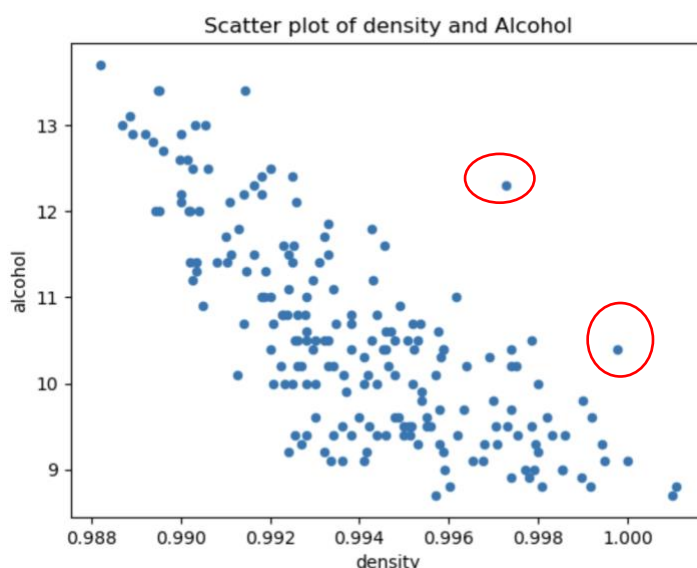 Scatter plot of density and Alcohol
13
12
11
10
9
alcohol
0.988 0.990 0.992 0.994 0.996 0.998 1.000
density